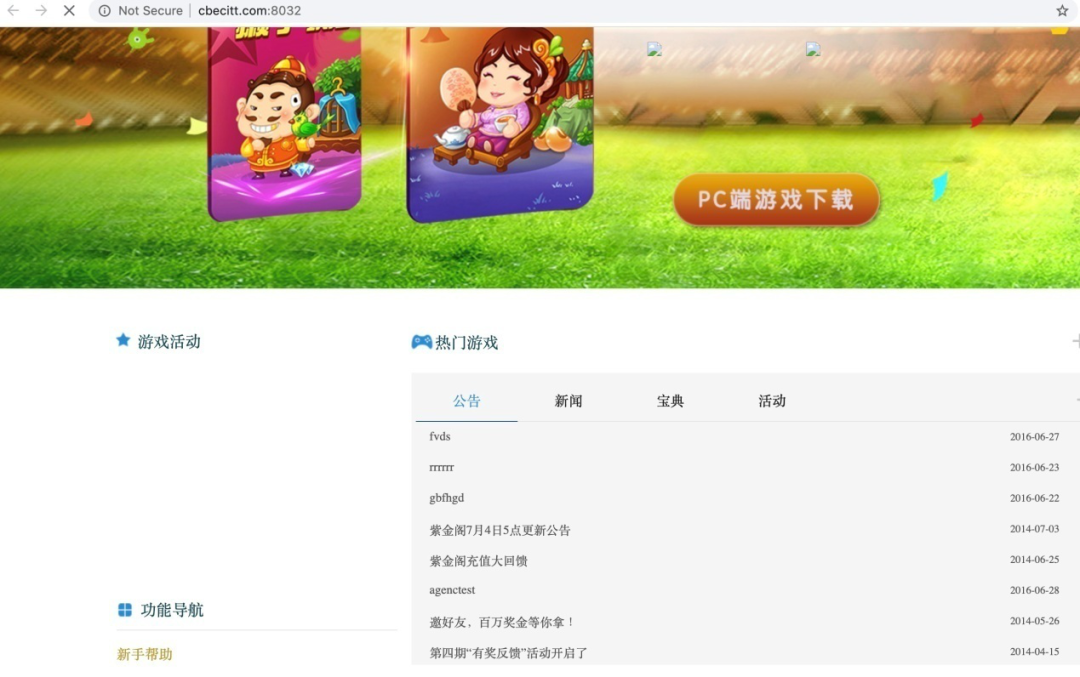 Not Secure | cbecitt.com:8032
PC端游戏下载
游戏活动
热门游戏
公告 新闻 宝典 活动
fvds 2016-06-27
rrrrrr 2016-06-23
gbfhgd 2016-06-22
紫金阁7月4日5点更新公告 2014-07-03
紫金阁充值大回馈 2014-06-25
agenctest 2016-06-28
邀好友，百万奖金等你拿！ 2014-05-26
第四期“有奖反馈”活动开启了 2014-04-15
功能导航
新手帮助